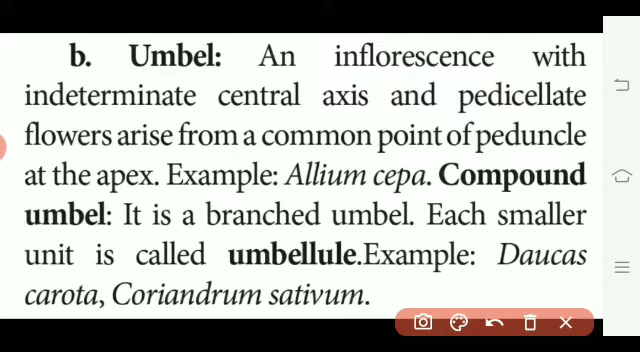 b. Umbel: An inflorescence with
indeterminate central axis and pedicellate
flowers arise from a common point of peduncle
at the apex. Example: Allium cepa. Compound
umbel: It is a branched umbel. Each smaller
unit is called umbellule.Example: Daucas
carota, Coriandrum sativum.